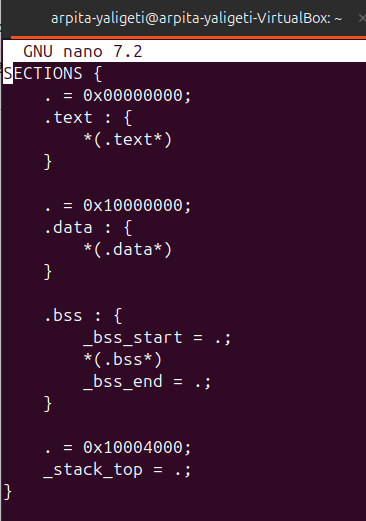 arpita-yaligeti@arpita-yaligeti-VirtualBox: ~
GNU nano 7.2
SECTIONS {
    . = 0x00000000;
    .text : {
        *(.text*)
    }

    . = 0x10000000;
    .data : {
        *(.data*)
    }

    .bss : {
        _bss_start = .;
        *(.bss*)
        _bss_end = .;
    }

    . = 0x10004000;
    _stack_top = .;
}